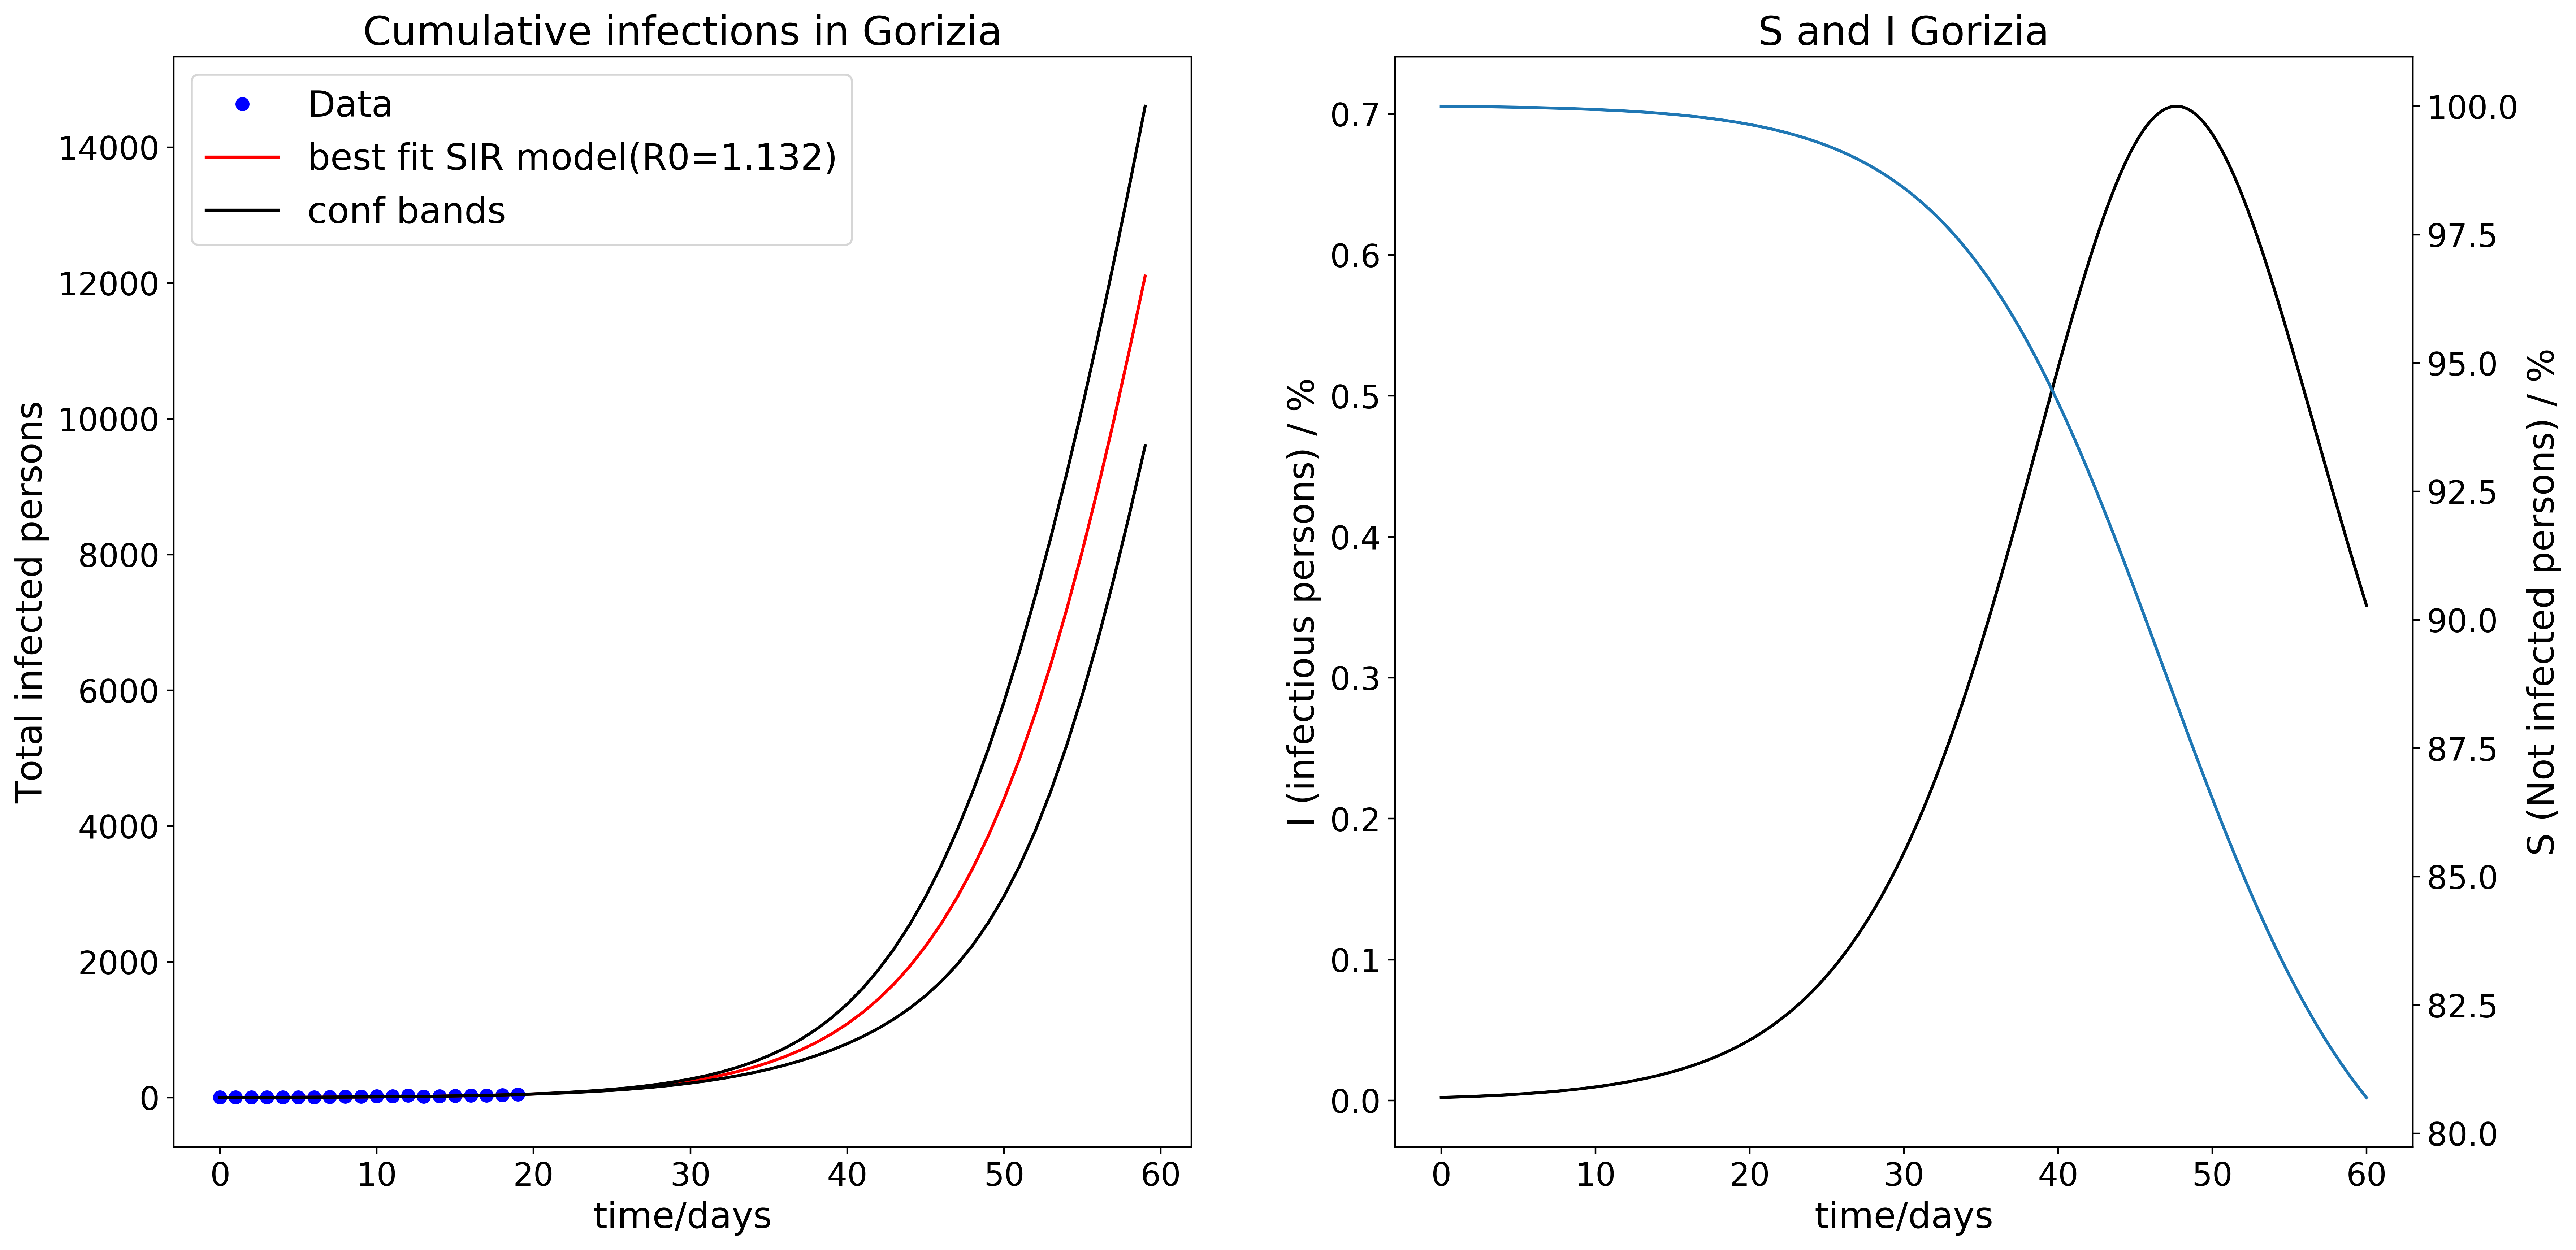 Cumulative infections in Gorizia
Data
best fit SIR model(R0=1.132)
conf bands
Total infected persons
14000
12000
10000
8000
6000
4000
2000
0
0 10 20 30 40 50 60
time/days
S and I Gorizia
I (infectious persons) / %
0.7
0.6
0.5
0.4
0.3
0.2
0.1
0.0
0 10 20 30 40 50 60
time/days
100.0
97.5
95.0
92.5
90.0
87.5
85.0
82.5
80.0
S (Not infected persons) / %